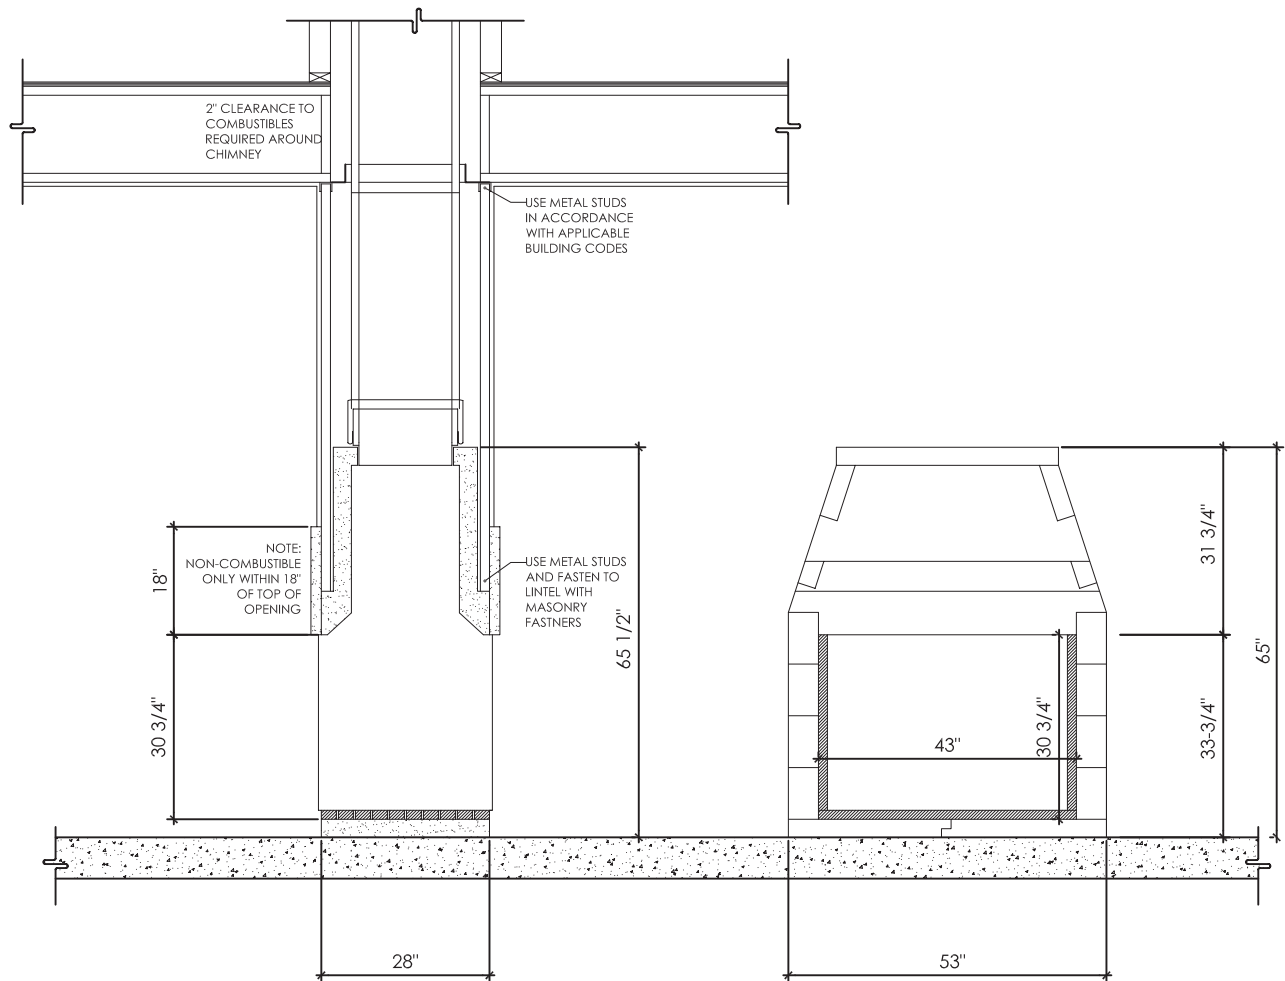 2" CLEARANCE TO
COMBUSTIBLES
REQUIRED AROUND
CHIMNEY
USE METAL STUDS
IN ACCORDANCE
WITH APPLICABLE
BUILDING CODES
NOTE:
NON-COMBUSTIBLE
ONLY WITHIN 18"
OF TOP OF
OPENING
18"
USE METAL STUDS
AND FASTEN TO
LINTEL WITH
MASONRY
FASTNERS
30 3/4"
65 1/2"
28"
31 3/4"
65"
33-3/4"
30 3/4"
43"
53"